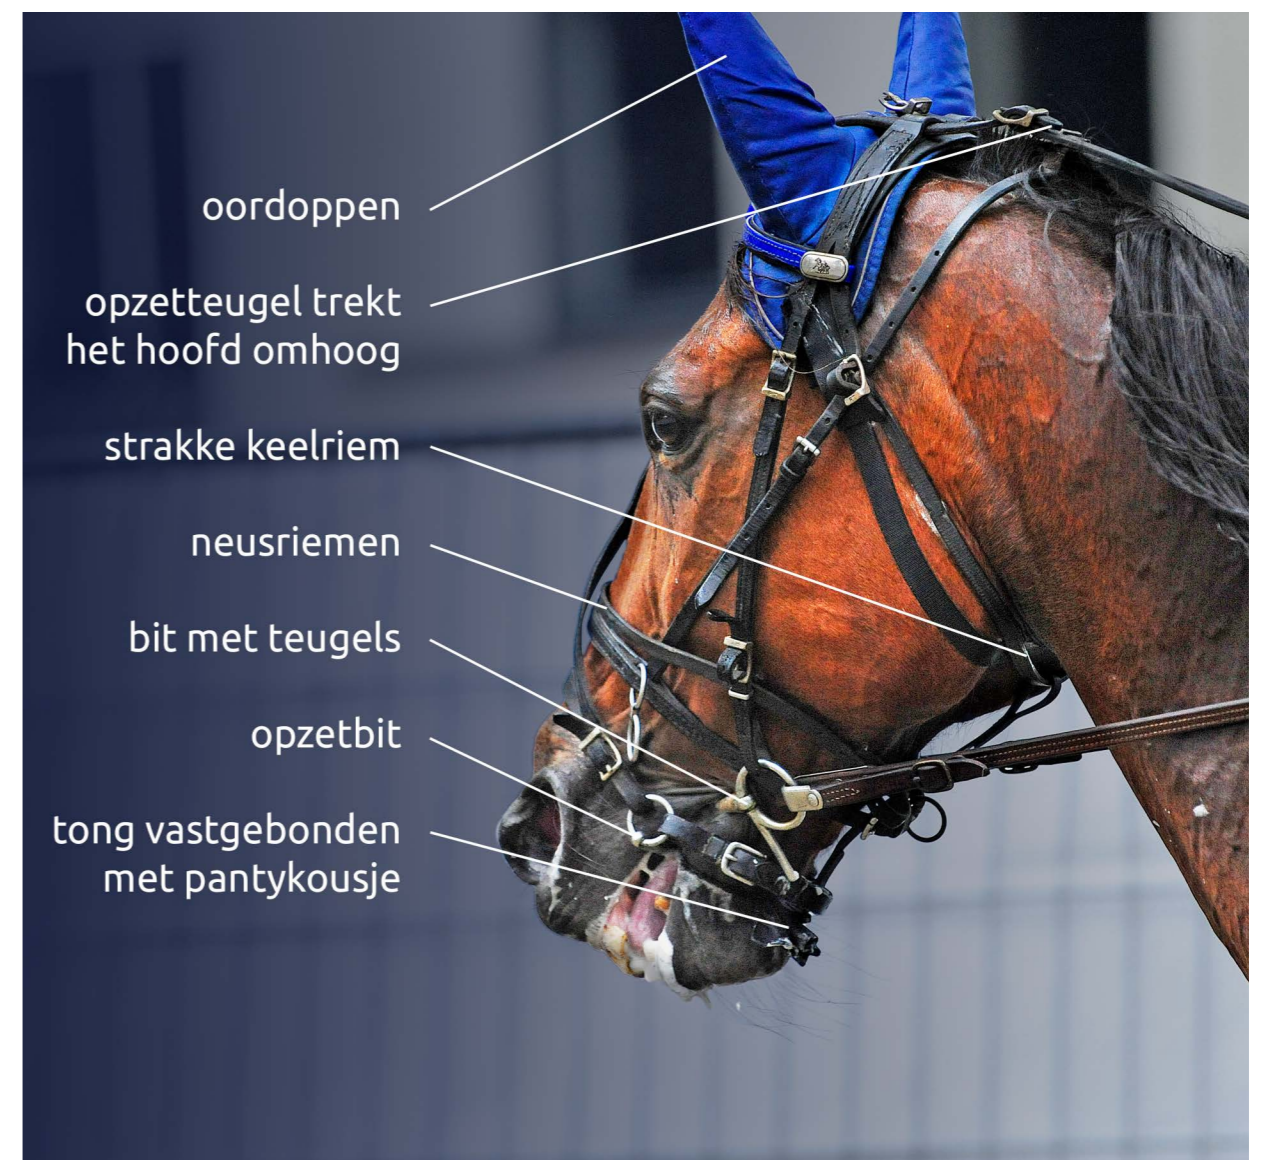 oordoppen
opzetteugel trekt
het hoofd omhoog
strakke keelriem
neusriemen
bit met teugels
opzetbit
tong vastgebonden
met pantykousje